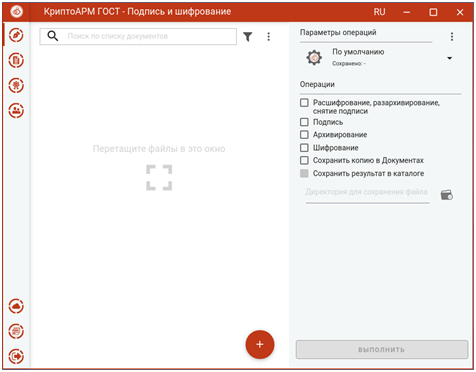 КриптоАРМ ГОСТ - Подпись и шифрование
RU
Поиск по списку документов
Перетащите файлы в это окно
Параметры операций
По умолчанию
Сохранено: -
Операции
Расшифрование, разархивирование,
снятие подписи
Подпись
Архивирование
Шифрование
Сохранить копию в Документах
Сохранить результат в каталоге
Директория для сохранения файла
ВЫПОЛНИТЬ